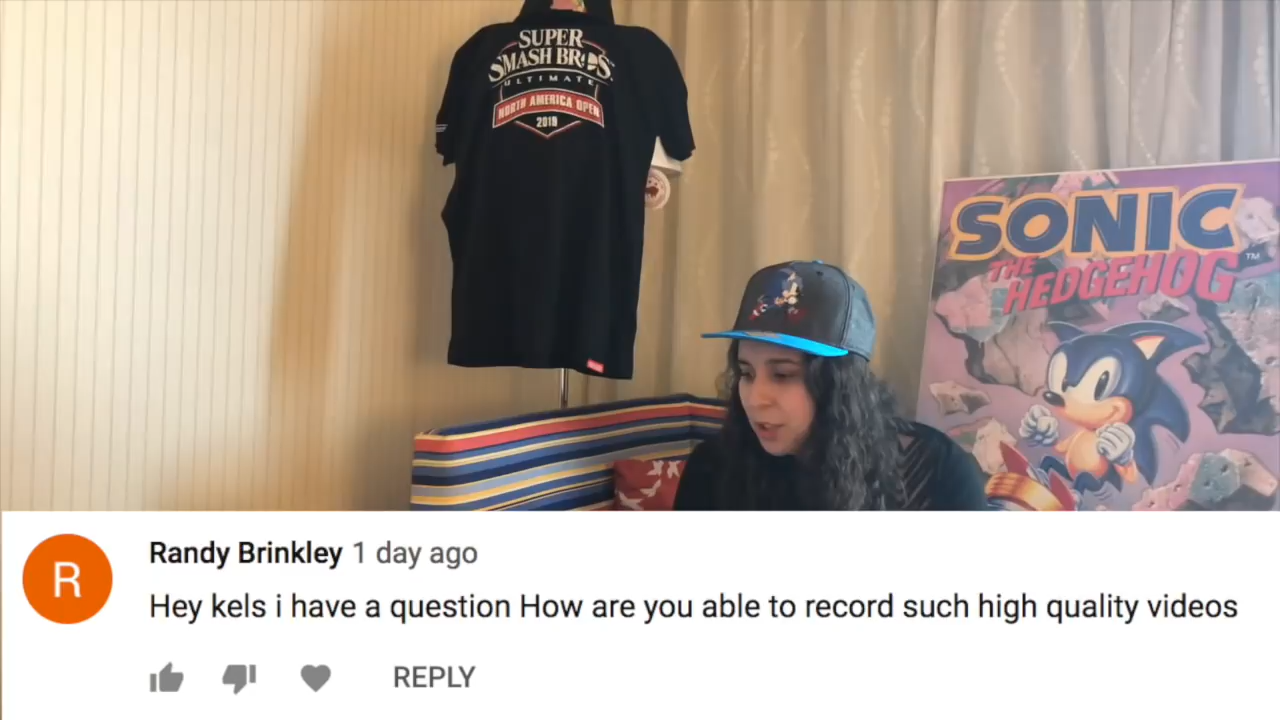 SUPER
SMASH BROS.
ULTIMATE
NORTH AMERICA OPEN
2019
SONIC
THE
HEDGEHOG™
R
Randy Brinkley 1 day ago
Hey kels i have a question How are you able to record such high quality videos
REPLY